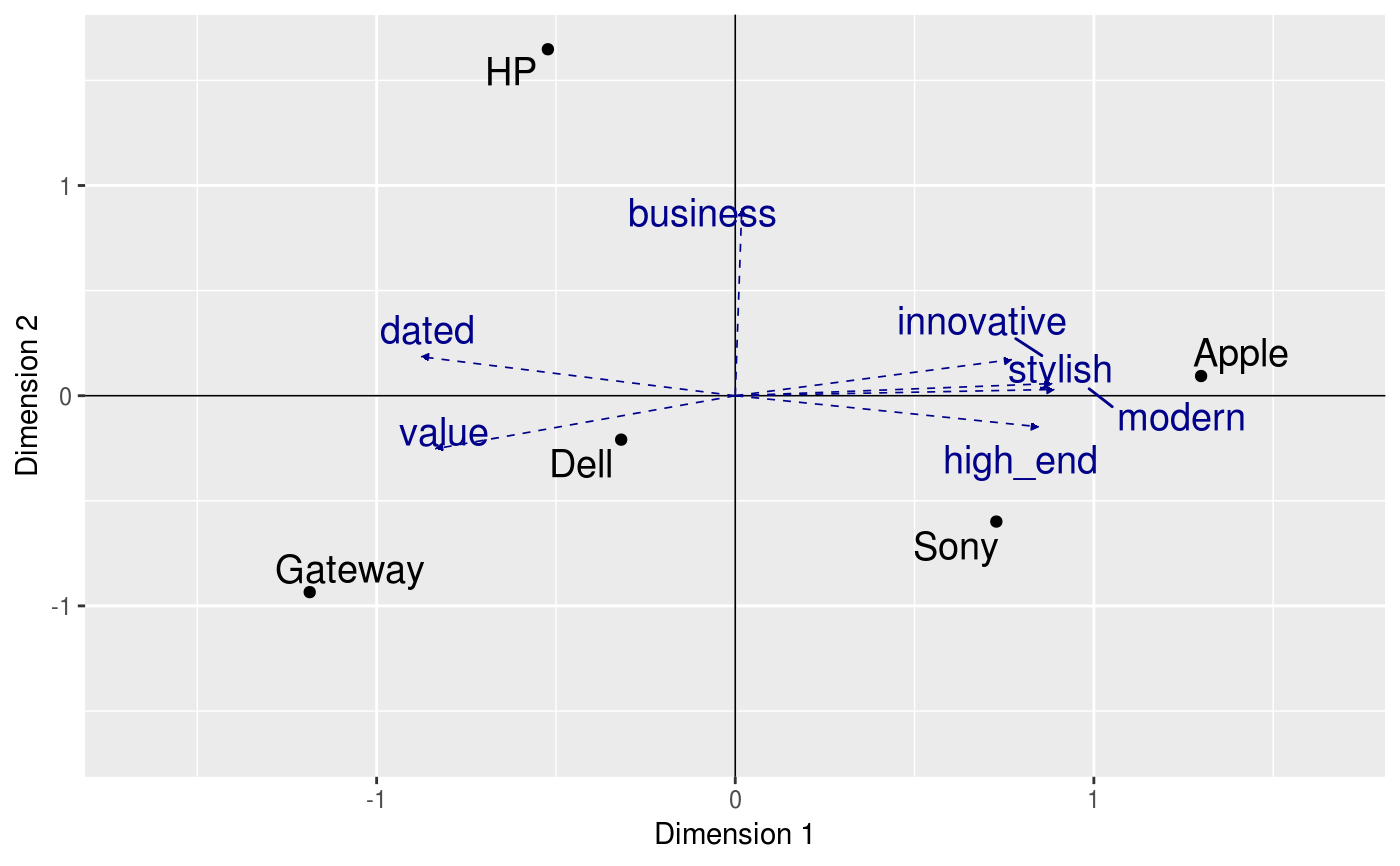 HP
1
business
innovative
dated
Apple
stylish
0
modern
value
Dell
high_end
Sony
Gateway
-1
-1
0
1
Dimension 1
Dimension 2